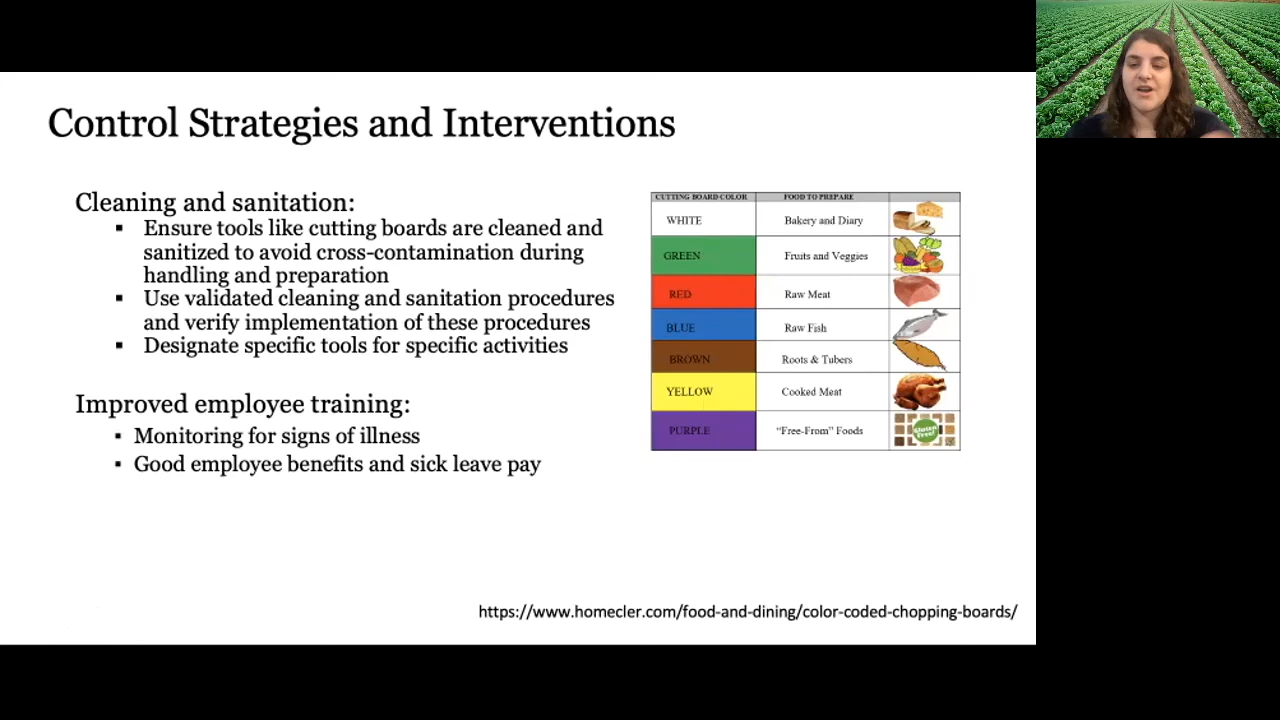 Control Strategies and Interventions
Cleaning and sanitation:
▪ Ensure tools like cutting boards are cleaned and
sanitized to avoid cross-contamination during
handling and preparation
▪ Use validated cleaning and sanitation procedures
and verify implementation of these procedures
▪ Designate specific tools for specific activities
Improved employee training:
▪ Monitoring for signs of illness
▪ Good employee benefits and sick leave pay
CUTTING BOARD COLOR FOOD TO PREPARE
WHITE Bakery and Diary
GREEN Fruits and Veggies
RED Raw Meat
BLUE Raw Fish
BROWN Roots & Tubers
YELLOW Cooked Meat
PURPLE “Free-From” Foods
Gluten
Free!
https://www.homecler.com/food-and-dining/color-coded-chopping-boards/